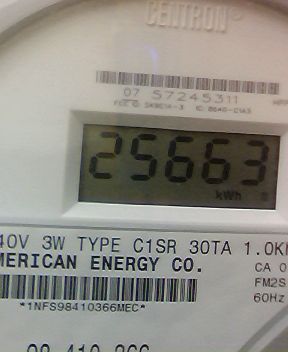 CENTRON®
07 57245311
25663
kWh
40V 3W TYPE C1SR 30TA 1.0K
MERICAN ENERGY CO.
CA 0
FM2S
60Hz
*1NFS98410366MEC*